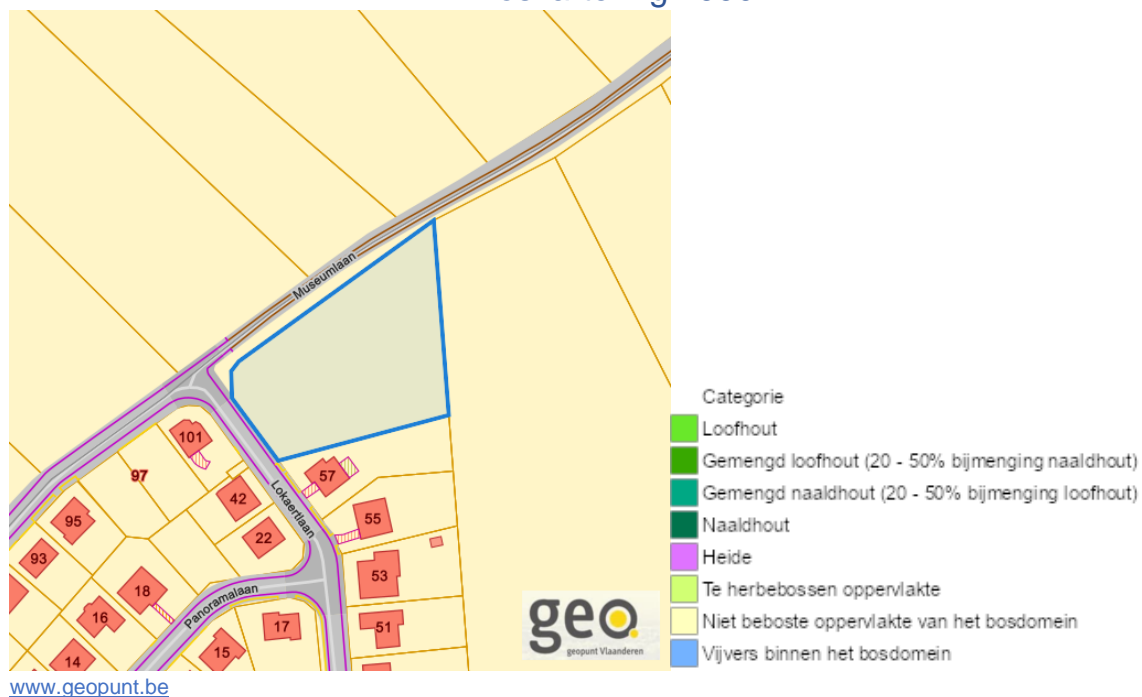 Museumlaan
101
97
95
93
42
57
Lokaertlaan
22
55
18
53
16
Panoramalaan
17
51
15
14
geo
geopunt Vlaanderen
Categorie
Loofhout
Gemengd loofhout (20 - 50% bijmenging naaldhout)
Gemengd naaldhout (20 - 50% bijmenging loofhout)
Naaldhout
Heide
Te herbebossen oppervlakte
Niet beboste oppervlakte van het bosdomein
Vijvers binnen het bosdomein
www.geopunt.be